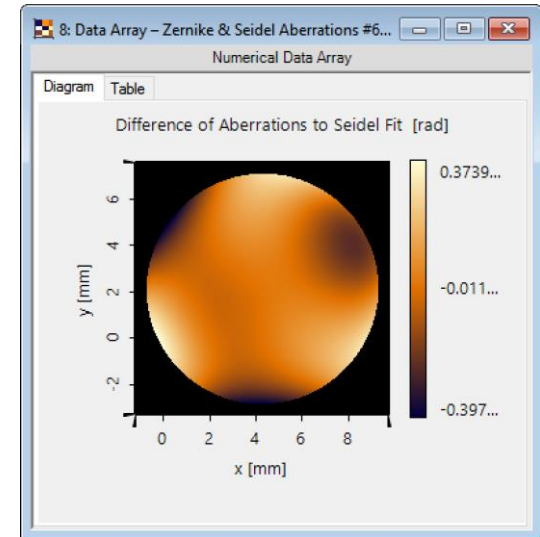 8: Data Array – Zernike & Seidel Aberrations #6...
Numerical Data Array
Diagram Table
Difference of Aberrations to Seidel Fit [rad]
0.3739...
-0.011...
-0.397...
y [mm]
6
4
2
0
-2
0 2 4 6 8
x [mm]